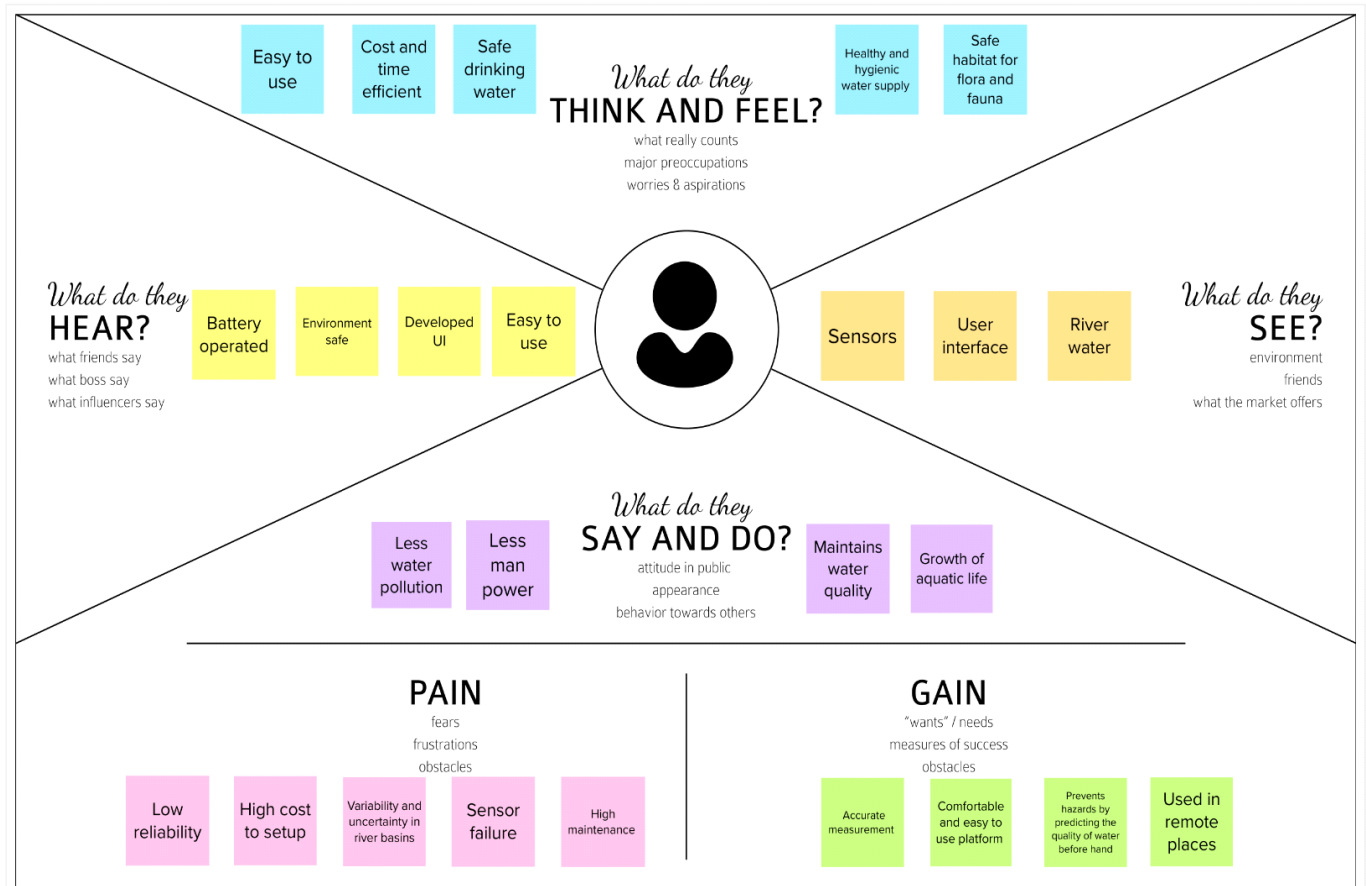 Easy to
use
Cost and
time
efficient
Safe
drinking
water
What do they
THINK AND FEEL?
what really counts
major preoccupations
worries & aspirations
Healthy and
hygienic
water supply
Safe
habitat for
flora and
fauna
What do they
HEAR?
what friends say
what boss say
what influencers say
Battery
operated
Environment
safe
Developed
UI
Easy to
use
Sensors
User
interface
River
water
What do they
SEE?
environment
friends
what the market offers
Less
water
pollution
Less
man
power
What do they
SAY AND DO?
attitude in public
appearance
behavior towards others
Maintains
water
quality
Growth of
aquatic life
PAIN
fears
frustrations
obstacles
Low
reliability
High cost
to setup
Variability and
uncertainty in
river basins
Sensor
failure
High
maintenance
GAIN
"wants" / needs
measures of success
obstacles
Accurate
measurement
Comfortable
and easy to
use platform
Prevents
hazards by
predicting the
quality of water
before hand
Used in
remote
places